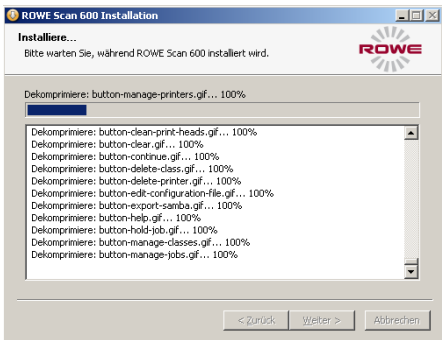 ROWE Scan 600 Installation
Installiere...
Bitte warten Sie, während ROWE Scan 600 installiert wird.
ROWE
Dekomprimiere: button-manage-printers.gif... 100%
Dekomprimiere: button-clean-print-heads.gif... 100%
Dekomprimiere: button-clear.gif... 100%
Dekomprimiere: button-continue.gif... 100%
Dekomprimiere: button-delete-class.gif... 100%
Dekomprimiere: button-delete-printer.gif... 100%
Dekomprimiere: button-edit-configuration-file.gif... 100%
Dekomprimiere: button-export-samba.gif... 100%
Dekomprimiere: button-help.gif... 100%
Dekomprimiere: button-hold-job.gif... 100%
Dekomprimiere: button-manage-classes.gif... 100%
Dekomprimiere: button-manage-jobs.gif... 100%
< Zurück Weiter > Abbrechen